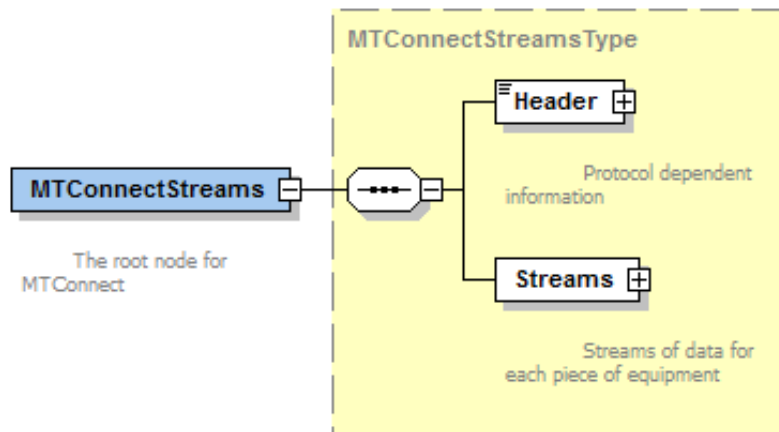 MTConnectStreamsType
Header
Protocol dependent
information
MTConnectStreams
The root node for
MTConnect
Streams
Streams of data for
each piece of equipment